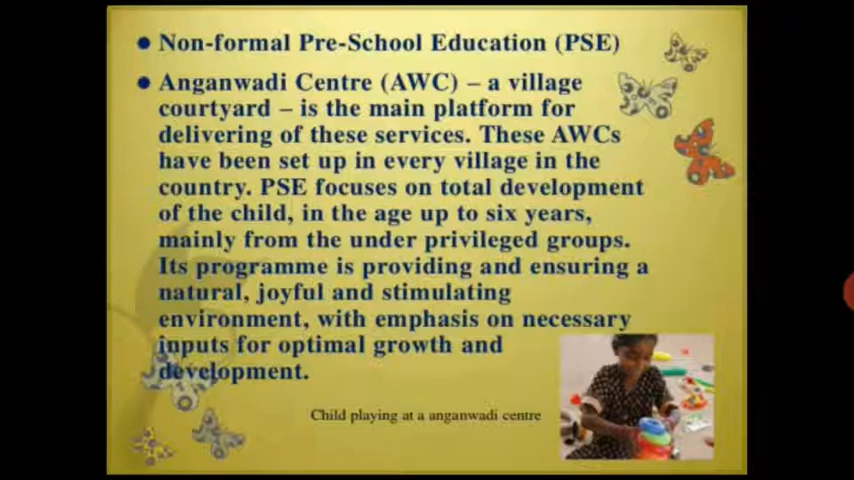 Non-formal Pre-School Education (PSE)
Anganwadi Centre (AWC) – a village
courtyard – is the main platform for
delivering of these services. These AWCs
have been set up in every village in the
country. PSE focuses on total development
of the child, in the age up to six years,
mainly from the under privileged groups.
Its programme is providing and ensuring a
natural, joyful and stimulating
environment, with emphasis on necessary
inputs for optimal growth and
development.
Child playing at a anganwadi centre